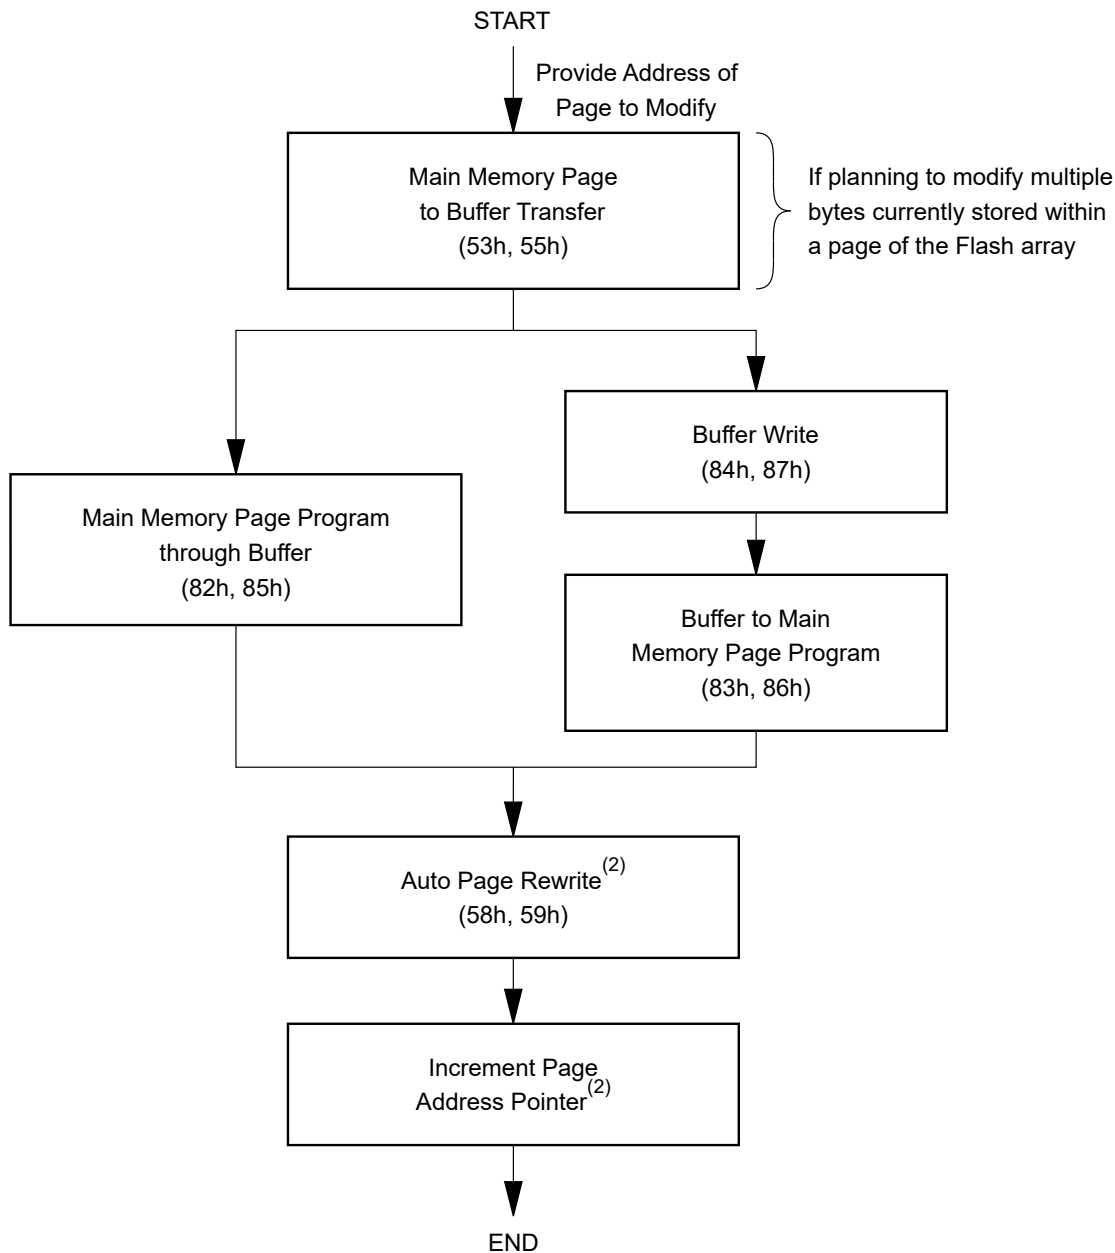 START
Provide Address of
Page to Modify
Main Memory Page
to Buffer Transfer
(53h, 55h)
If planning to modify multiple
bytes currently stored within
a page of the Flash array
Buffer Write
(84h, 87h)
Main Memory Page Program
through Buffer
(82h, 85h)
Buffer to Main
Memory Page Program
(83h, 86h)
Auto Page Rewrite(2)
(58h, 59h)
Increment Page
Address Pointer(2)
END